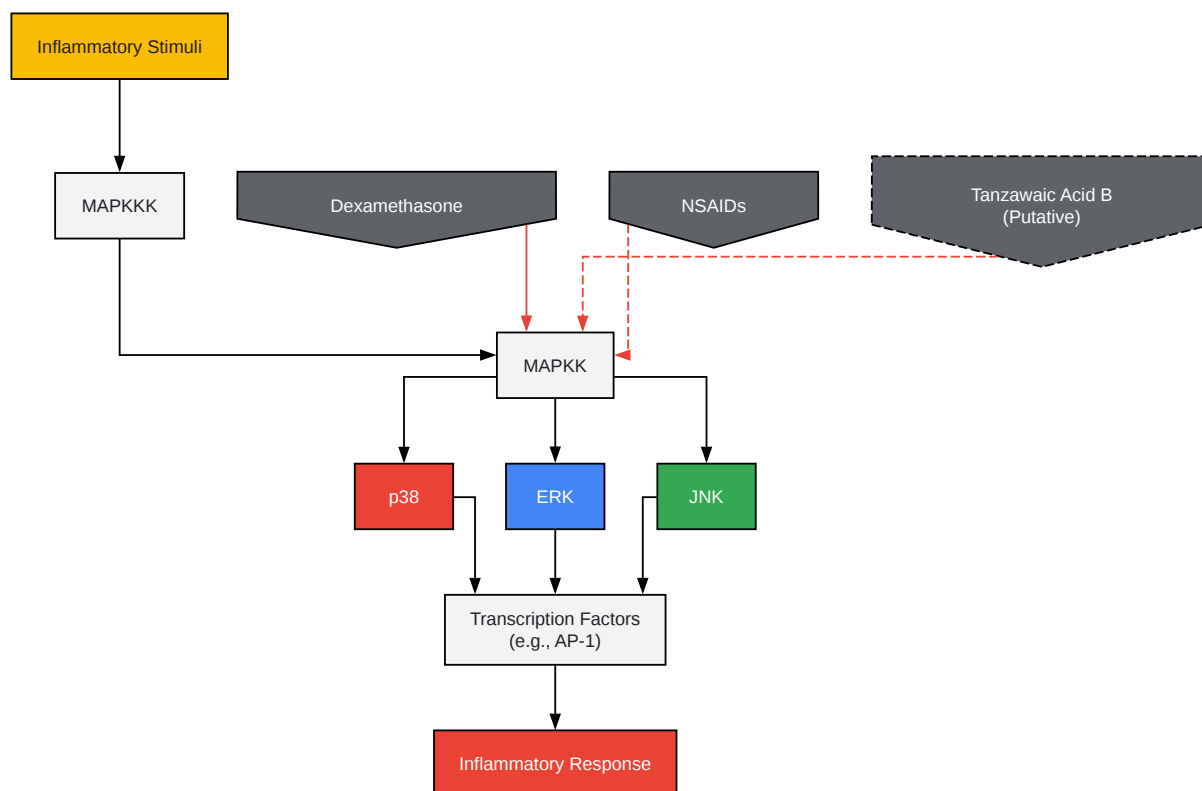 Inflammatory Stimuli
MAPKKK
Dexamethasone
NSAIDs
Tanzawaic Acid B
(Putative)
MAPKK
p38
ERK
JNK
Transcription Factors
(e.g., AP-1)
Inflammatory Response